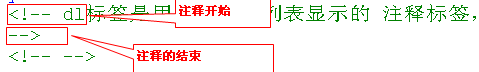 <!-- dl标签是用 列表显示的 注释标签，
注释开始
-->
注释的结束
<!-- -->